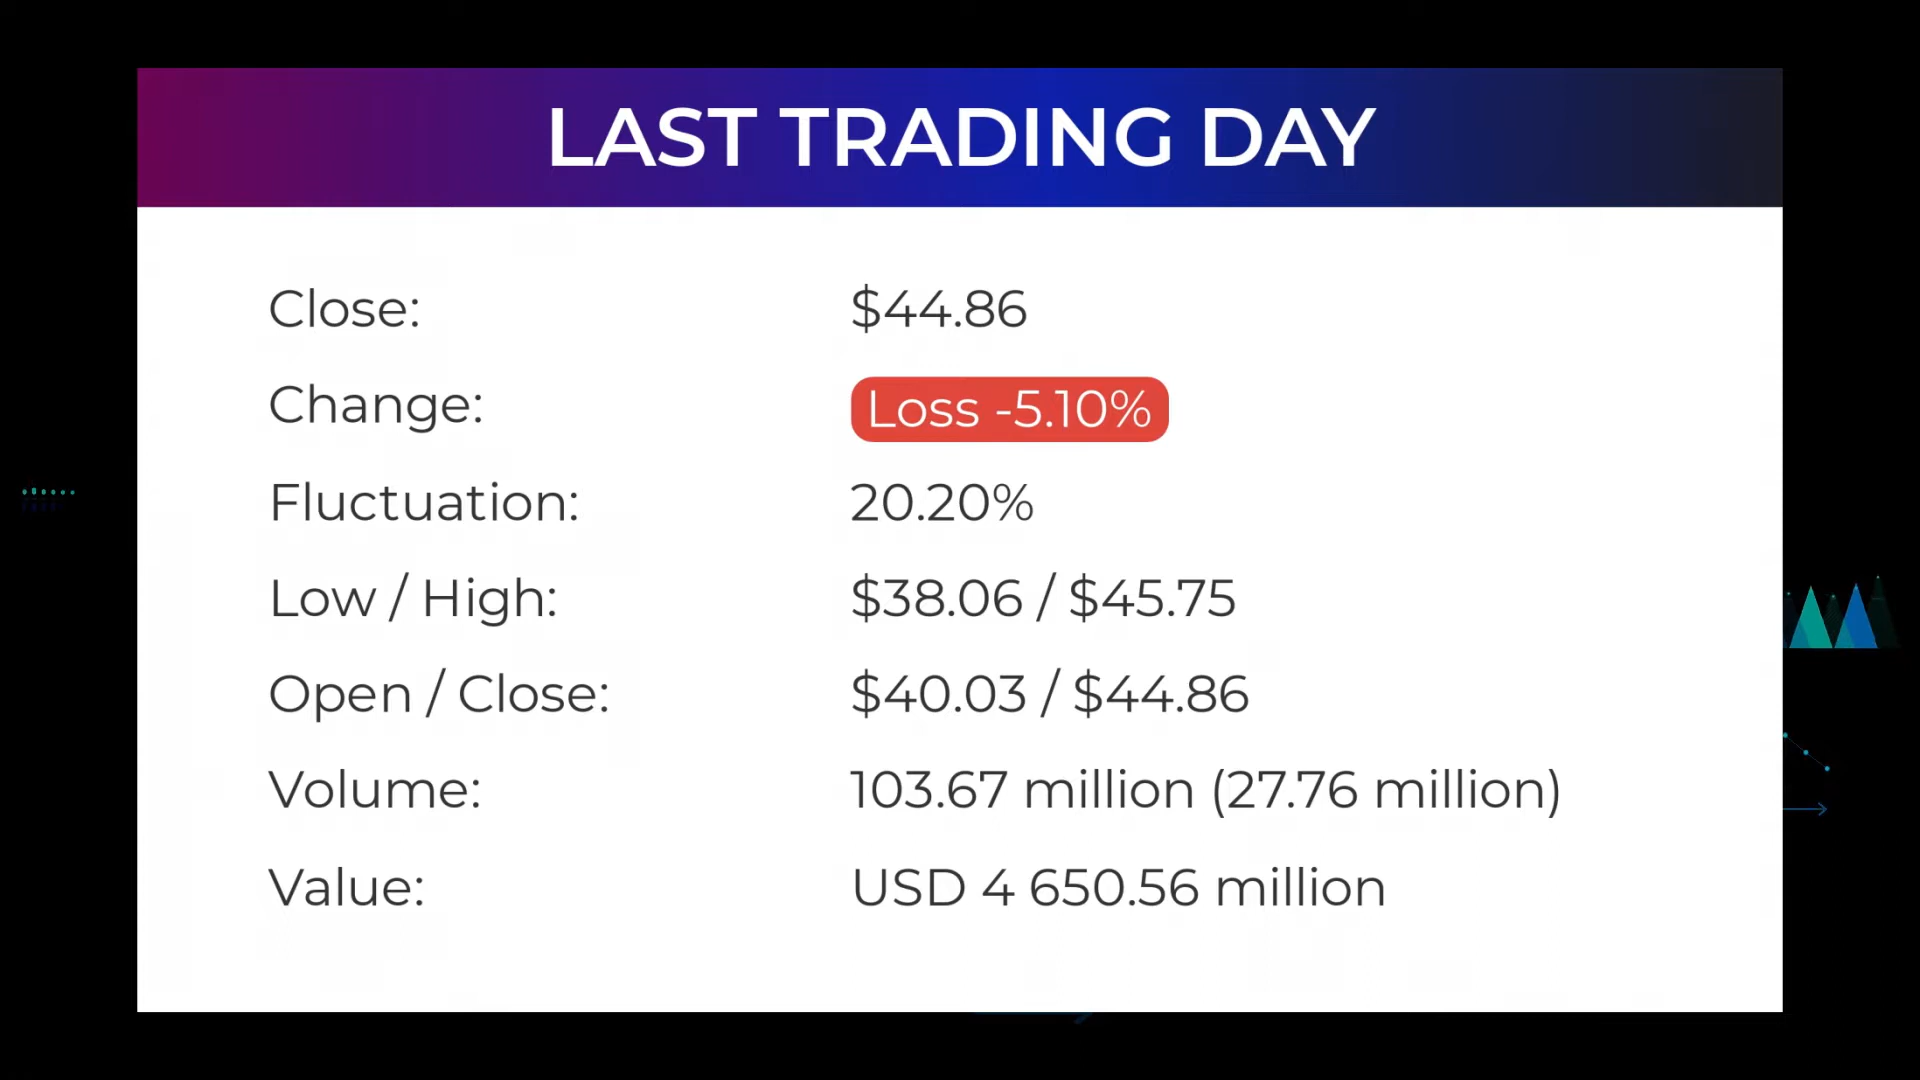 LAST TRADING DAY
Close: $44.86
Change: Loss -5.10%
Fluctuation: 20.20%
Low / High: $38.06 / $45.75
Open / Close: $40.03 / $44.86
Volume: 103.67 million (27.76 million)
Value: USD 4 650.56 million